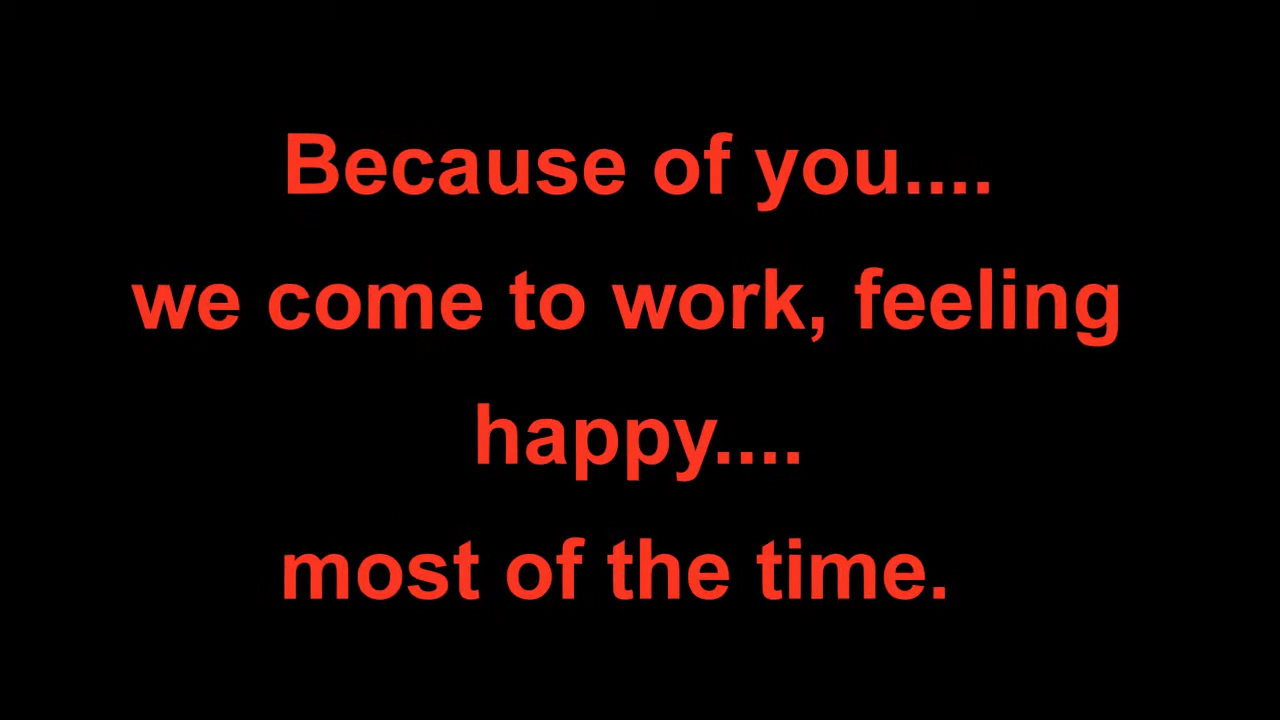 Because of you....
we come to work, feeling
happy....
most of the time.